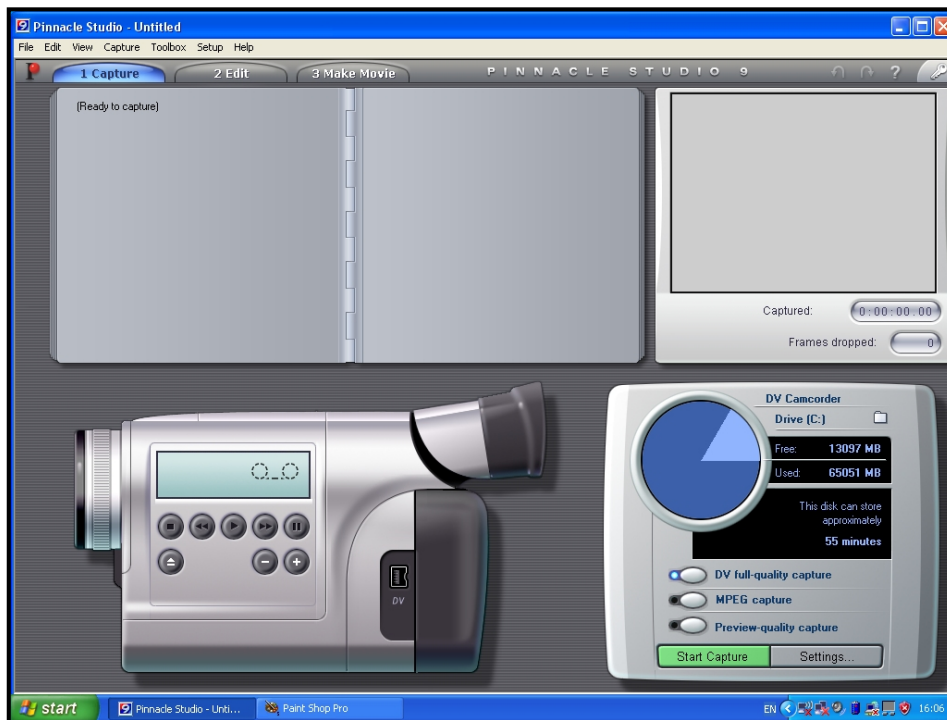 Pinnacle Studio - Untitled
File Edit View Capture Toolbox Setup Help
1 Capture 2 Edit 3 Make Movie PINNACLE STUDIO 9 ?
(Ready to capture)
Captured: 0:00:00.00
Frames dropped: 0
DV Camcorder
Drive (C:)
Free: 13097 MB
Used: 65051 MB
This disk can store
approximately
55 minutes
DV full-quality capture
MPEG capture
Preview-quality capture
Start Capture Settings...
DV
start Pinnacle Studio - Unti... Paint Shop Pro EN 16:06